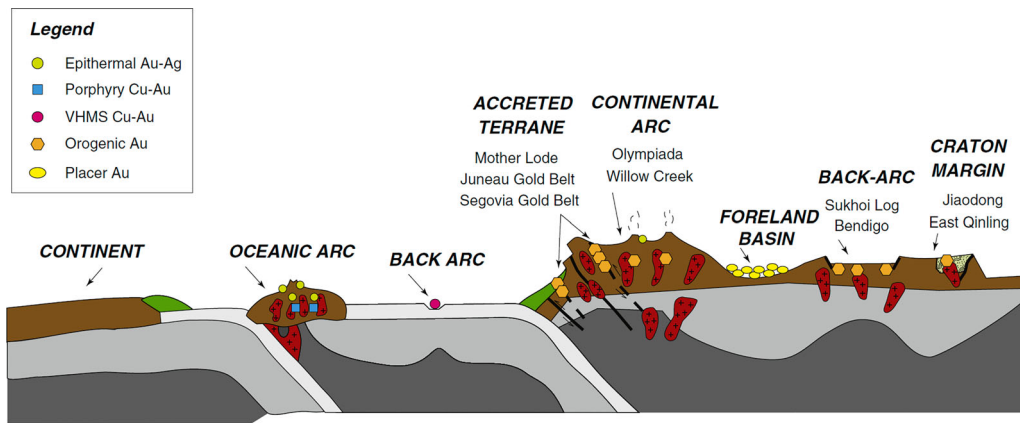 Legend
Epithermal Au-Ag
Porphyry Cu-Au
VHMS Cu-Au
Orogenic Au
Placer Au
CONTINENT
OCEANIC ARC
BACK ARC
ACCRETED
TERRANE
Mother Lode
Juneau Gold Belt
Segovia Gold Belt
CONTINENTAL
ARC
Olympiada
Willow Creek
FORELAND
BASIN
BACK-ARC
Sukhoi Log
Bendigo
CRATON
MARGIN
Jiaodong
East Qinling